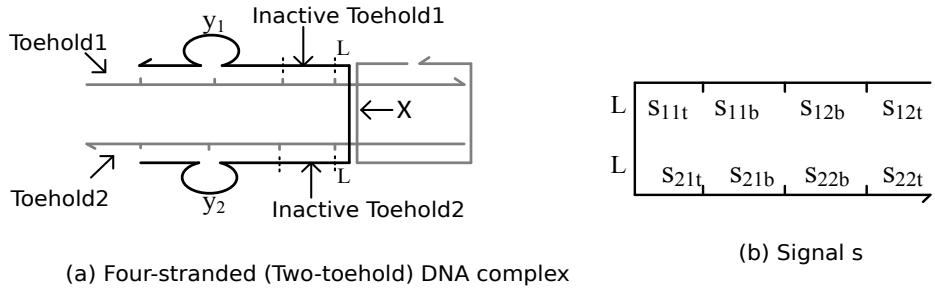 y₁
Inactive Toehold1
Toehold1
L
X
L
Toehold2
y₂
Inactive Toehold2
(a) Four-stranded (Two-toehold) DNA complex
L s₁₁ₜ s₁₁b s₁₂b s₁₂ₜ
L s₂₁ₜ s₂₁b s₂₂b s₂₂ₜ
(b) Signal s